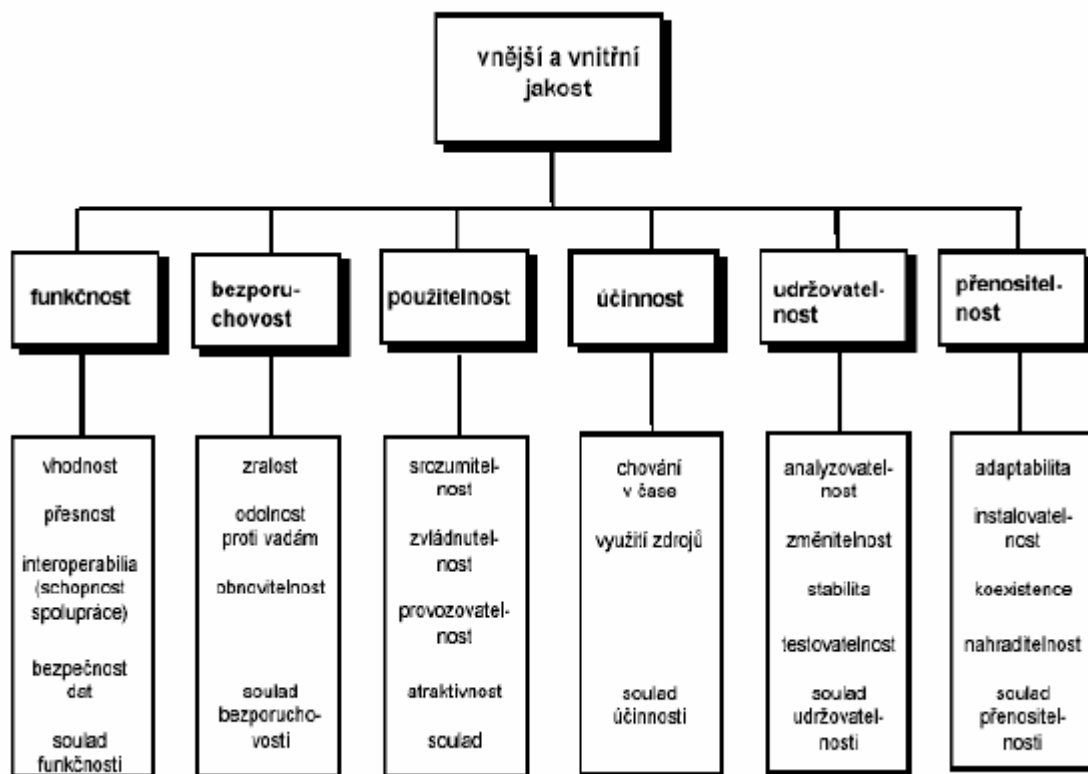 vnější a vnitřní
jakost
funkčnost
bezporu-
chovost
použitelnost
účinnost
udržovatel-
nost
přenositel-
nost
vhodnost
přesnost
interoperabilia
(schopnost
spolupráce)
bezpečnost
dat
soulad
funkčnosti
zralost
odolnost
proti vadám
obnovitelnost
soulad
bezporucho-
vosti
srozumitel-
nost
zvládnutel-
nost
provozovatel-
nost
atraktivnost
soulad
chování
v čase
využití zdrojů
soulad
účinnosti
analyzovatel-
nost
změnitelnost
stabilita
testovatelnost
soulad
udržovatel-
nosti
adaptabilita
instalovatel-
nost
koexistence
nahraditelnost
soulad
přenositel-
nosti